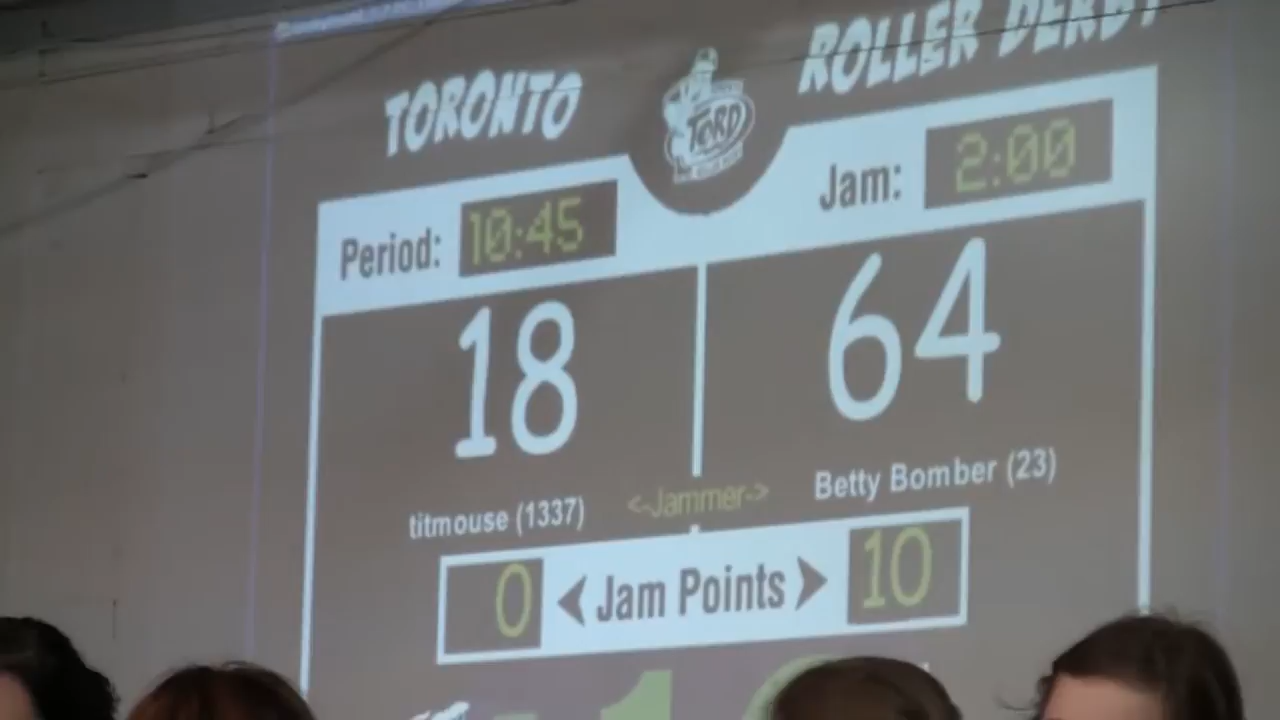 TORONTO
ROLLER DERBY
TORD
Period: 10:45
Jam: 2:00
18
64
titmouse (1337)
<-Jammer->
Betty Bomber (23)
0
Jam Points
10